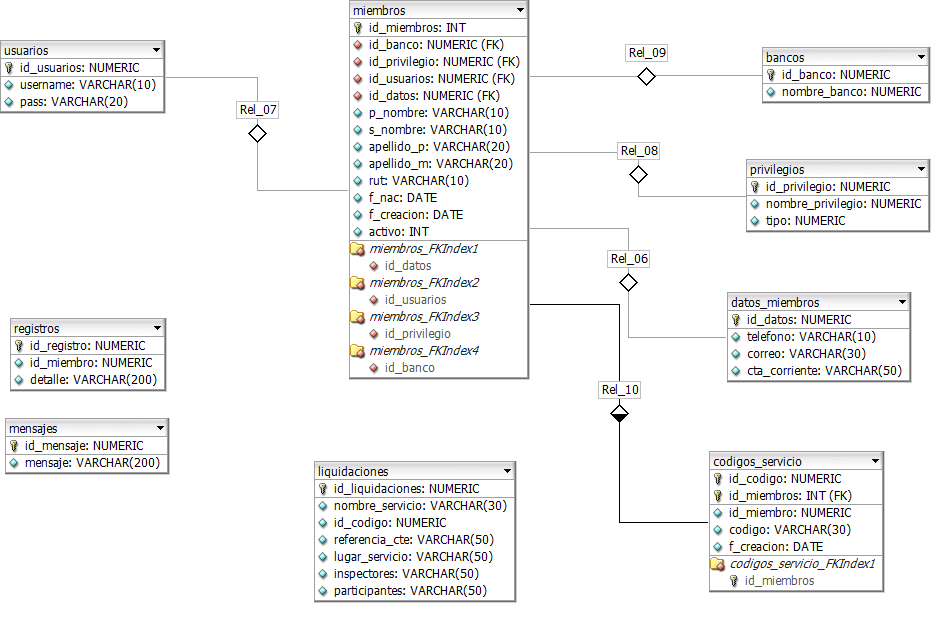 usuarios
id_usuarios: NUMERIC
username: VARCHAR(10)
pass: VARCHAR(20)
Rel_07
miembros
id_miembros: INT
id_banco: NUMERIC (FK)
id_privilegio: NUMERIC (FK)
id_usuarios: NUMERIC (FK)
id_datos: NUMERIC (FK)
p_nombre: VARCHAR(10)
s_nombre: VARCHAR(10)
apellido_p: VARCHAR(20)
apellido_m: VARCHAR(20)
rut: VARCHAR(10)
f_nac: DATE
f_creacion: DATE
activo: INT
miembros_FKIndex1
id_datos
miembros_FKIndex2
id_usuarios
miembros_FKIndex3
id_privilegio
miembros_FKIndex4
id_banco
Rel_09
bancos
id_banco: NUMERIC
nombre_banco: NUMERIC
Rel_08
privilegios
id_privilegio: NUMERIC
nombre_privilegio: NUMERIC
tipo: NUMERIC
Rel_06
datos_miembros
id_datos: NUMERIC
telefono: VARCHAR(10)
correo: VARCHAR(30)
cta_corriente: VARCHAR(50)
registros
id_registro: NUMERIC
id_miembro: NUMERIC
detalle: VARCHAR(200)
Rel_10
mensajes
id_mensaje: NUMERIC
mensaje: VARCHAR(200)
liquidaciones
id_liquidaciones: NUMERIC
nombre_servicio: VARCHAR(30)
id_codigo: NUMERIC
referencia_cte: VARCHAR(50)
lugar_servicio: VARCHAR(50)
inspectores: VARCHAR(50)
participantes: VARCHAR(50)
codigos_servicio
id_codigo: NUMERIC
id_miembros: INT (FK)
id_miembro: NUMERIC
codigo: VARCHAR(30)
f_creacion: DATE
codigos_servicio_FKIndex1
id_miembros